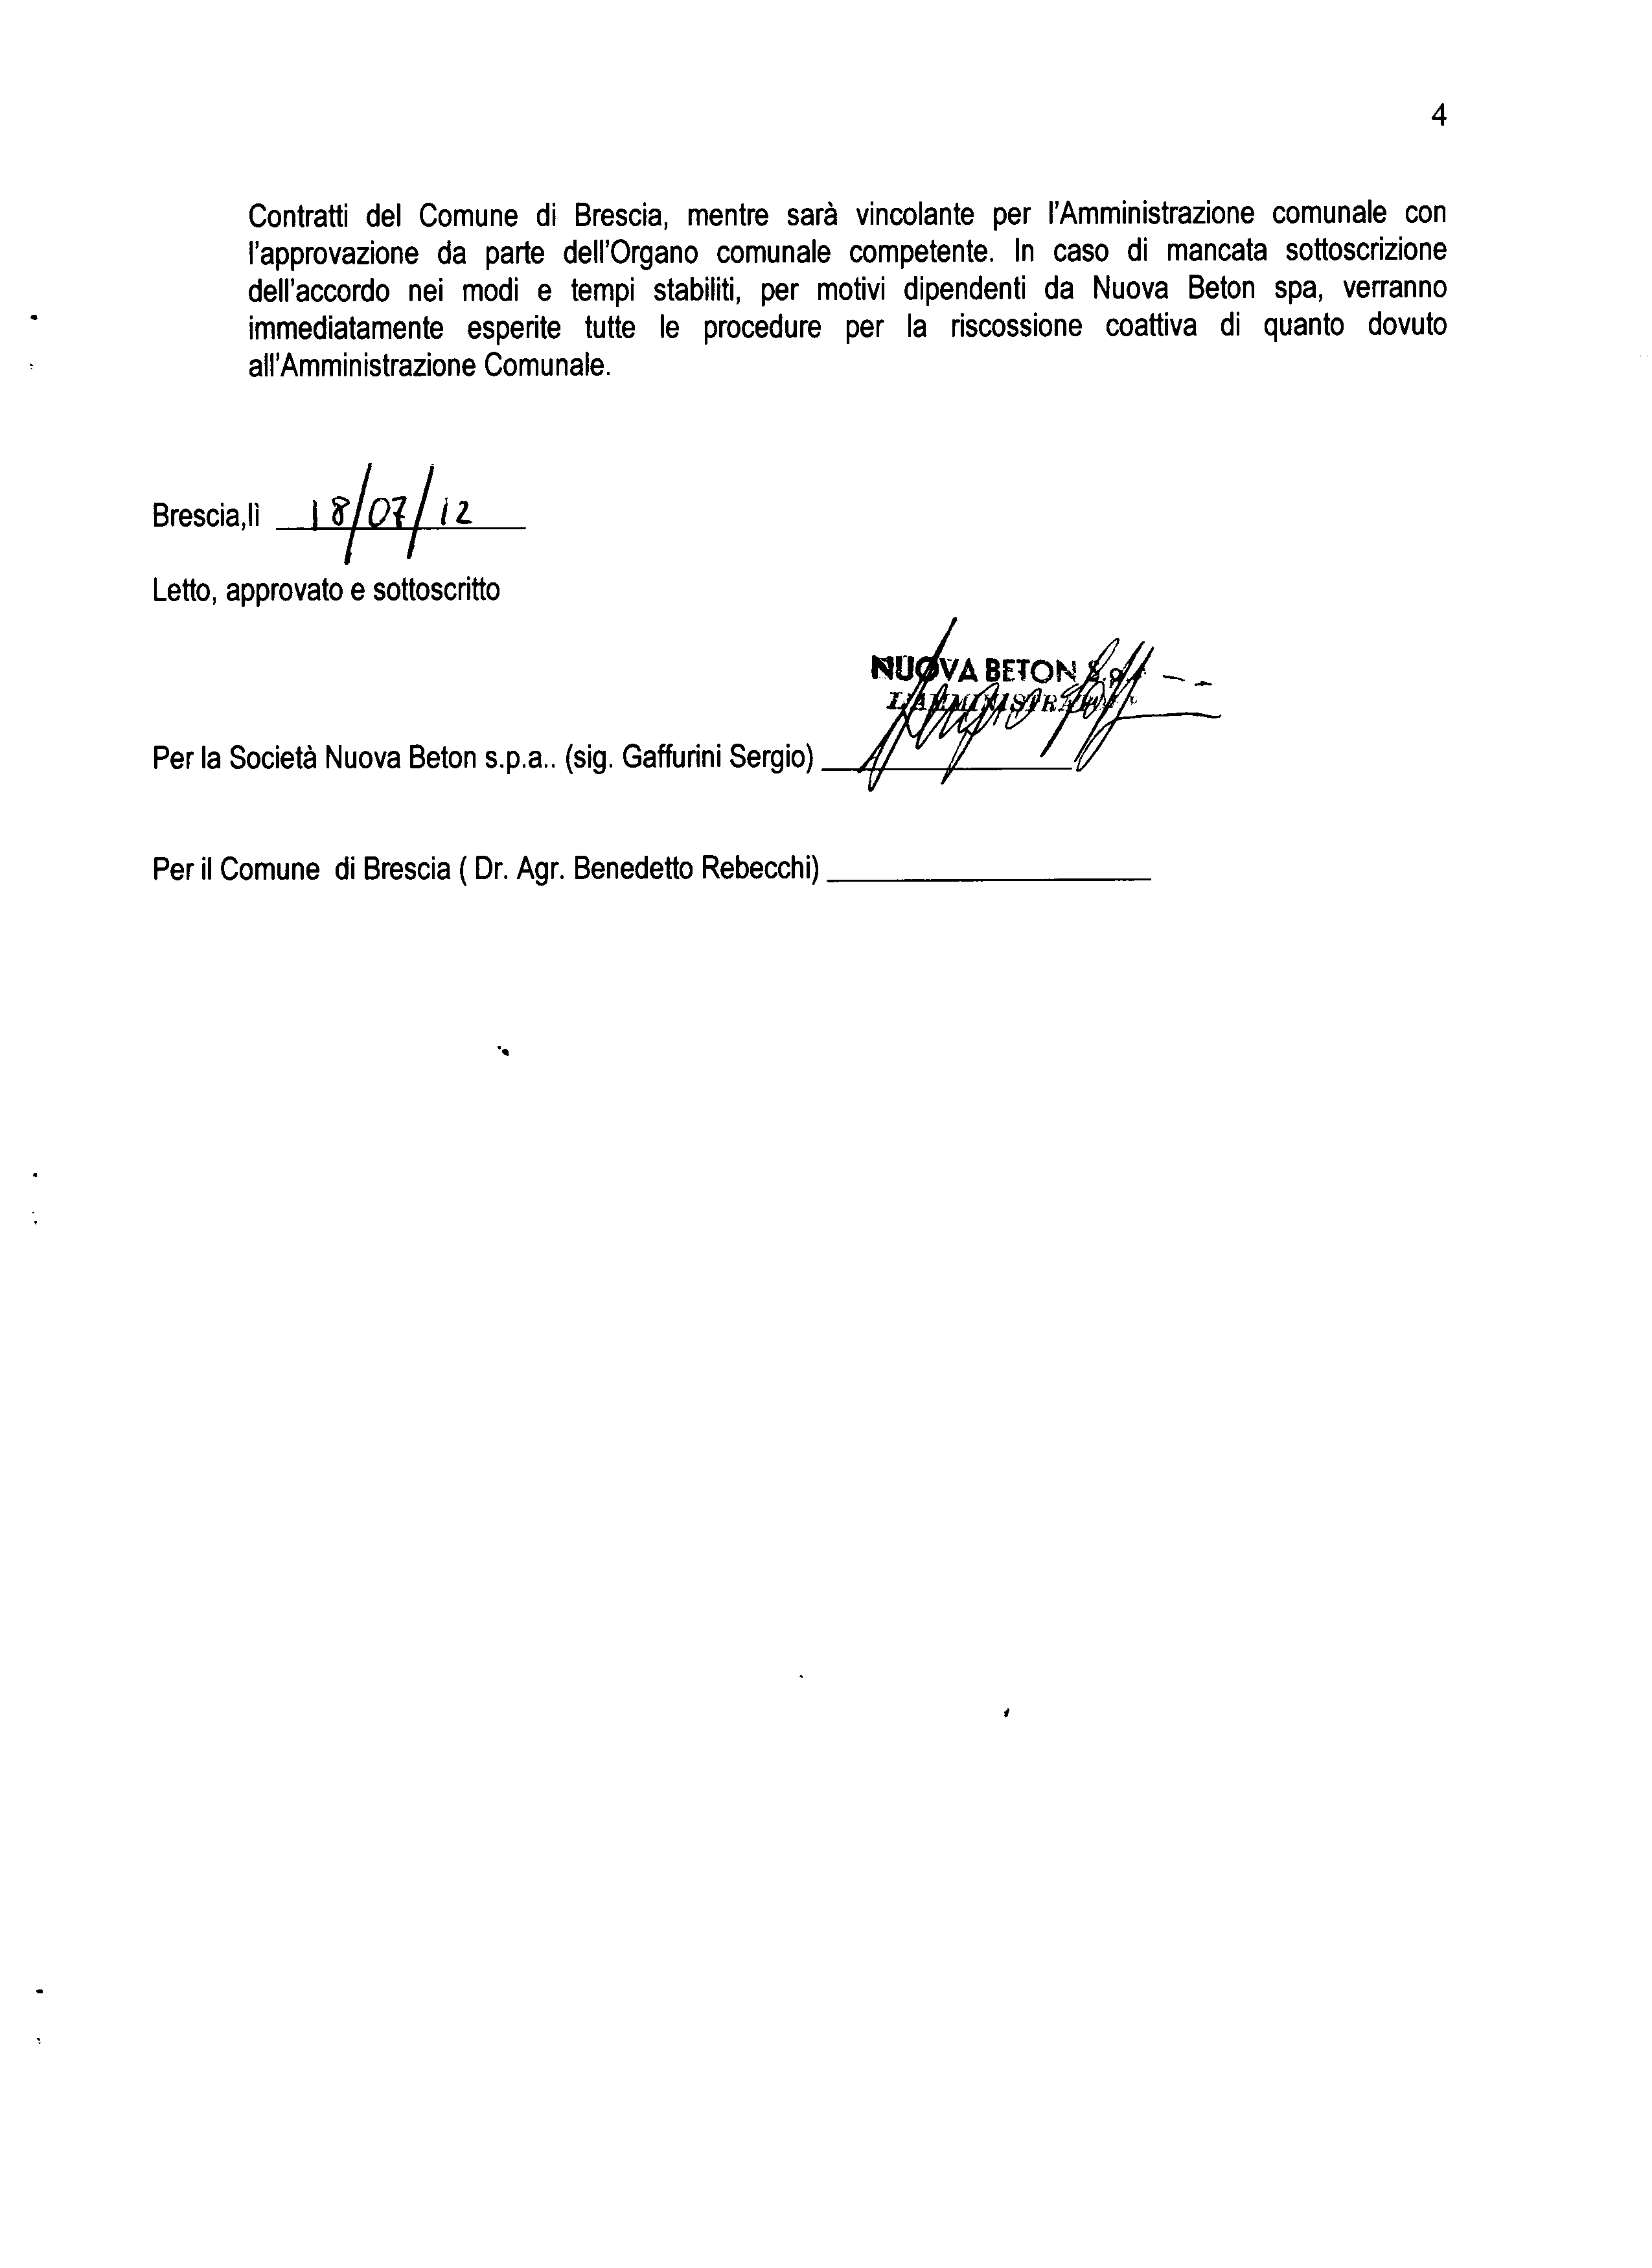 4
Contratti del Comune di Brescia, mentre sarà vincolante per l'Amministrazione comunale con
l'approvazione da parte dell'Organo comunale competente. In caso di mancata sottoscrizione
dell'accordo nei modi e tempi stabiliti, per motivi dipendenti da Nuova Beton spa, verranno
immediatamente esperite tutte le procedure per la riscossione coattiva di quanto dovuto
all'Amministrazione Comunale.
Brescia,lì 18/07/12
Letto, approvato e sottoscritto
NUOVA BETON S.p.
Per la Società Nuova Beton s.p.a.. (sig. Gaffurini Sergio)
Per il Comune di Brescia ( Dr. Agr. Benedetto Rebecchi)